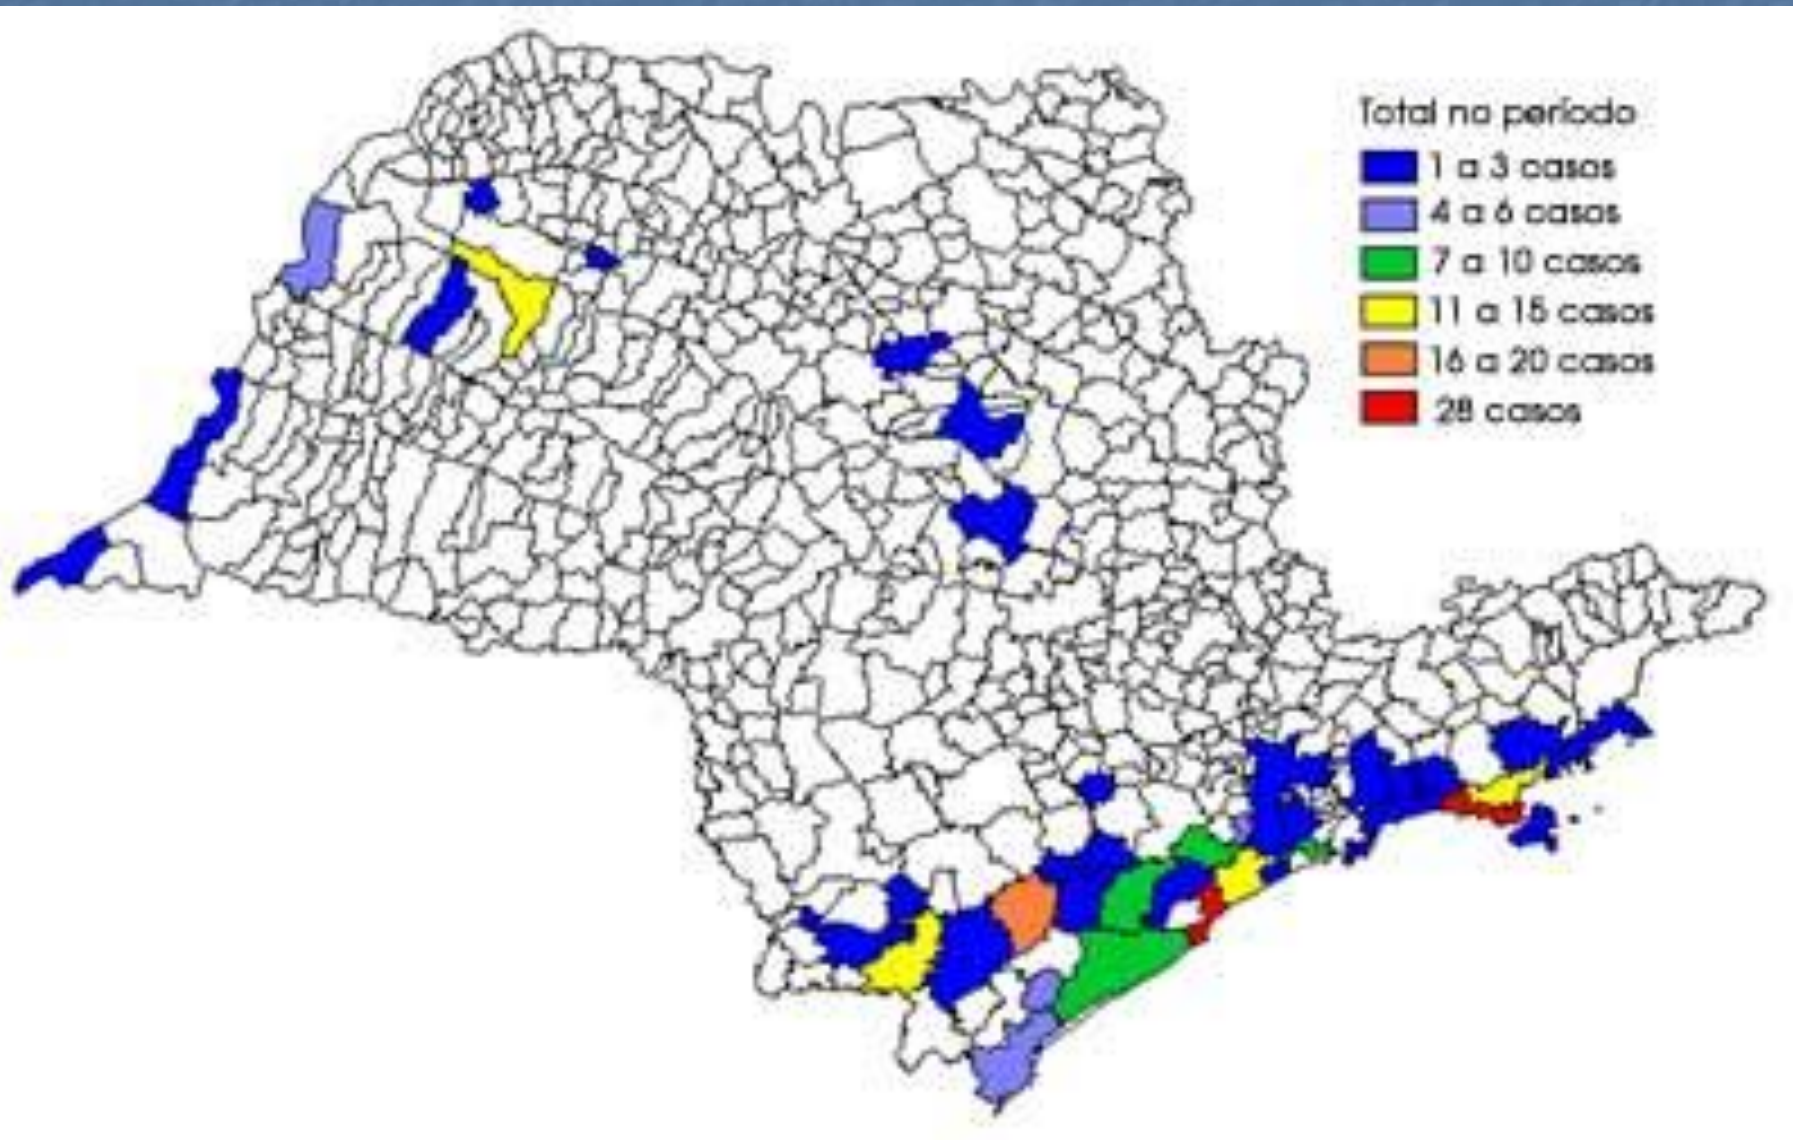 Total no período
1 a 3 casos
4 a 6 casos
7 a 10 casos
11 a 15 casos
16 a 20 casos
28 casos